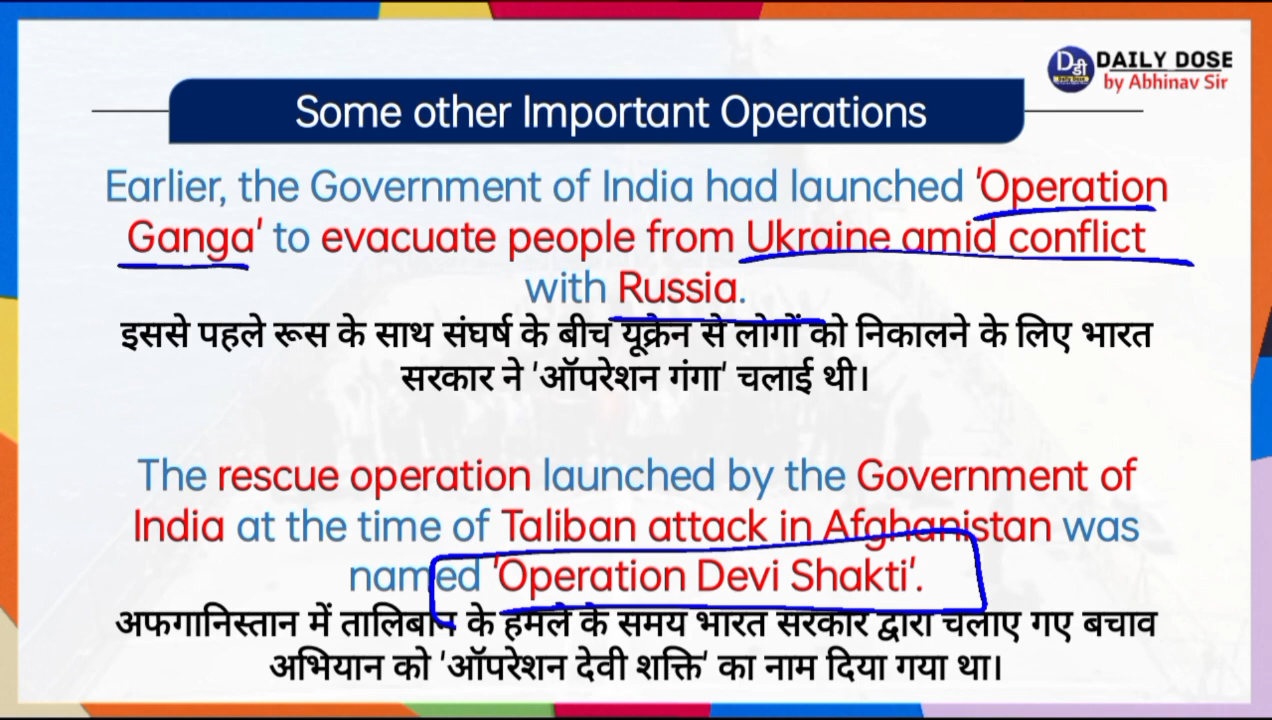 DAILY DOSE
by Abhinav Sir
Some other Important Operations
Earlier, the Government of India had launched 'Operation
Ganga' to evacuate people from Ukraine amid conflict
with Russia.
इससे पहले रूस के साथ संघर्ष के बीच यूक्रेन से लोगों को निकालने के लिए भारत
सरकार ने 'ऑपरेशन गंगा' चलाई थी।
The rescue operation launched by the Government of
India at the time of Taliban attack in Afghanistan was
named 'Operation Devi Shakti'.
अफगानिस्तान में तालिबान के हमले के समय भारत सरकार द्वारा चलाए गए बचाव
अभियान को 'ऑपरेशन देवी शक्ति' का नाम दिया गया था।